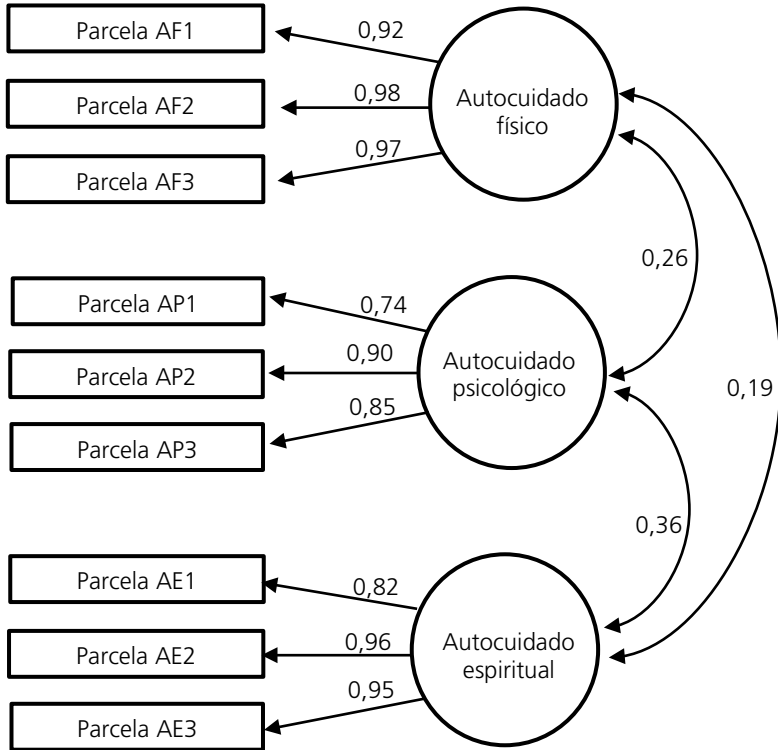 Parcela AF1
0,92
Parcela AF2
0,98
Parcela AF3
0,97
Autocuidado
físico
0,26
Parcela AP1
0,74
Parcela AP2
0,90
Parcela AP3
0,85
Autocuidado
psicológico
0,19
0,36
Parcela AE1
0,82
Parcela AE2
0,96
Parcela AE3
0,95
Autocuidado
espiritual